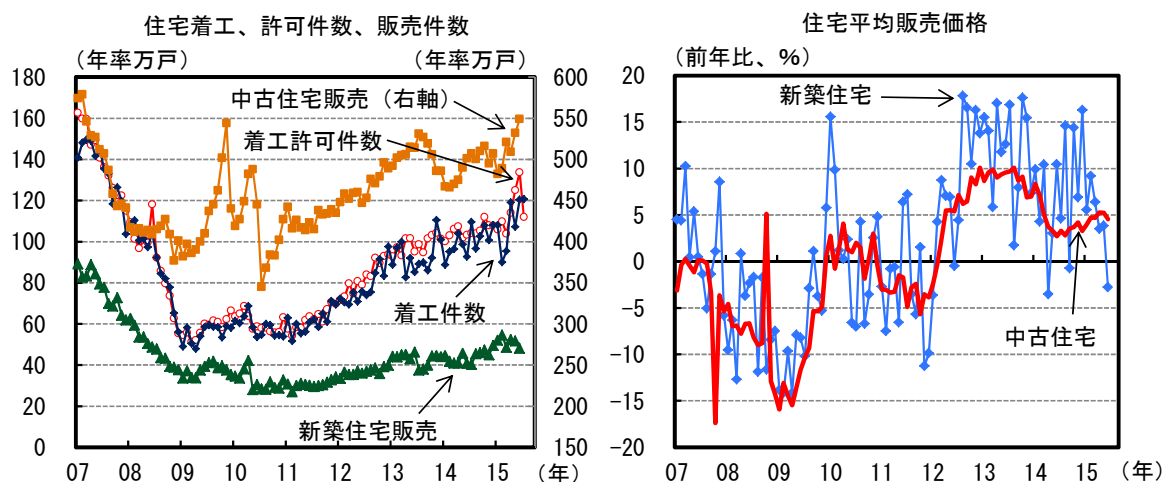 住宅着工、許可件数、販売件数
（年率万戸）
（年率万戸）
180
160
140
120
100
80
60
40
20
0
600
550
500
450
400
350
300
250
200
150
中古住宅販売（右軸）
着工許可件数
着工件数
新築住宅販売
07 08 09 10 11 12 13 14 15 （年）
住宅平均販売価格
（前年比、%）
20
15
10
5
0
-5
-10
-15
-20
新築住宅
中古住宅
07 08 09 10 11 12 13 14 15 （年）